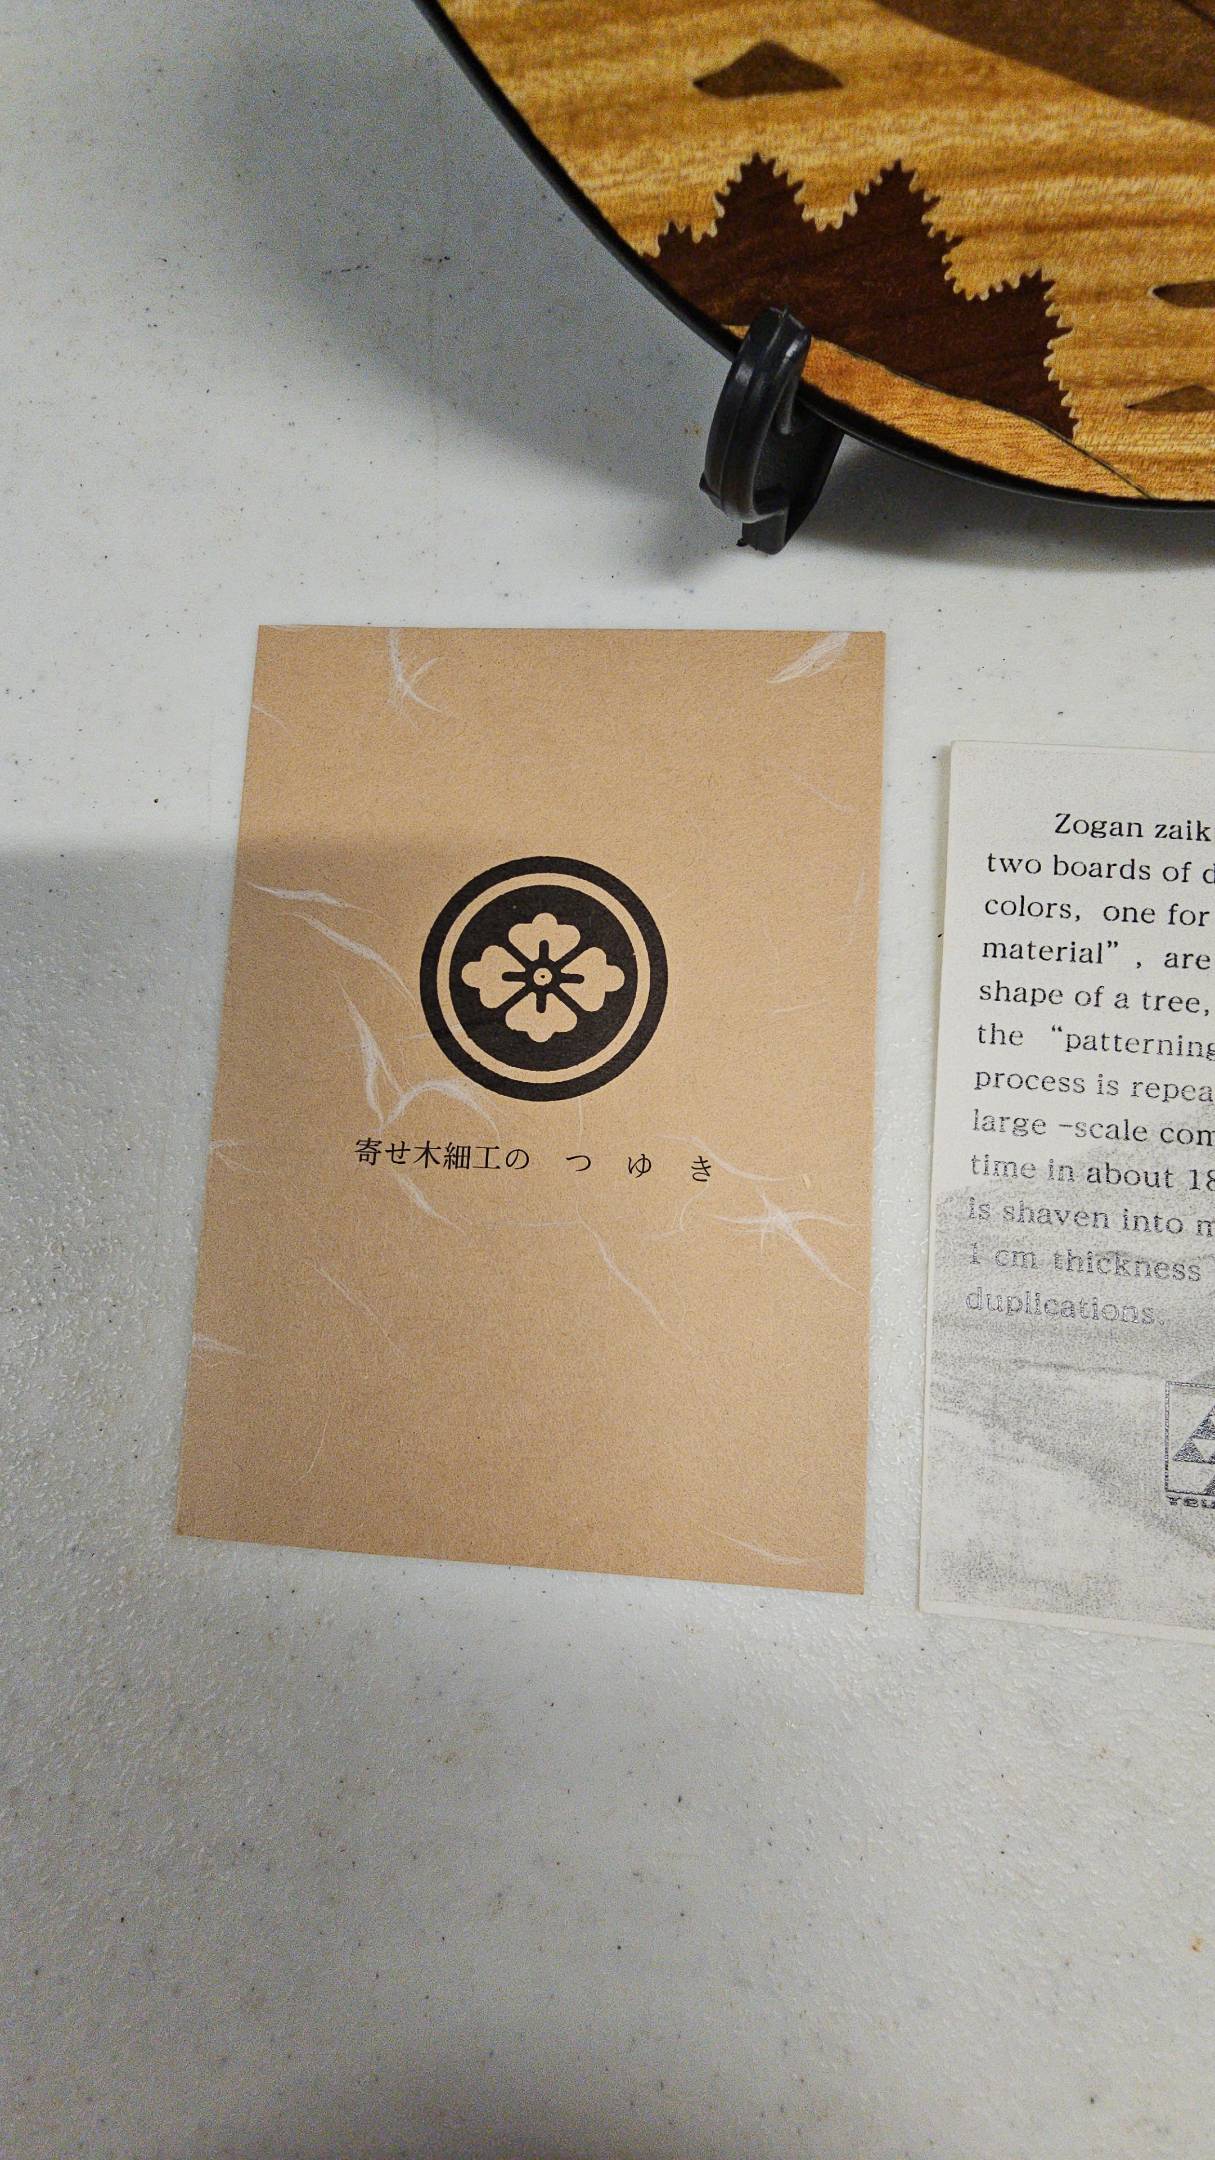 寄せ木細工の つ ゆ き
Zogan zaik
two boards of d
colors, one for
material” , are
shape of a tree,
the “patterning
process is repea
large -scale com
time in about 18
is shaven into m
1 cm thickness
duplications.
TSU